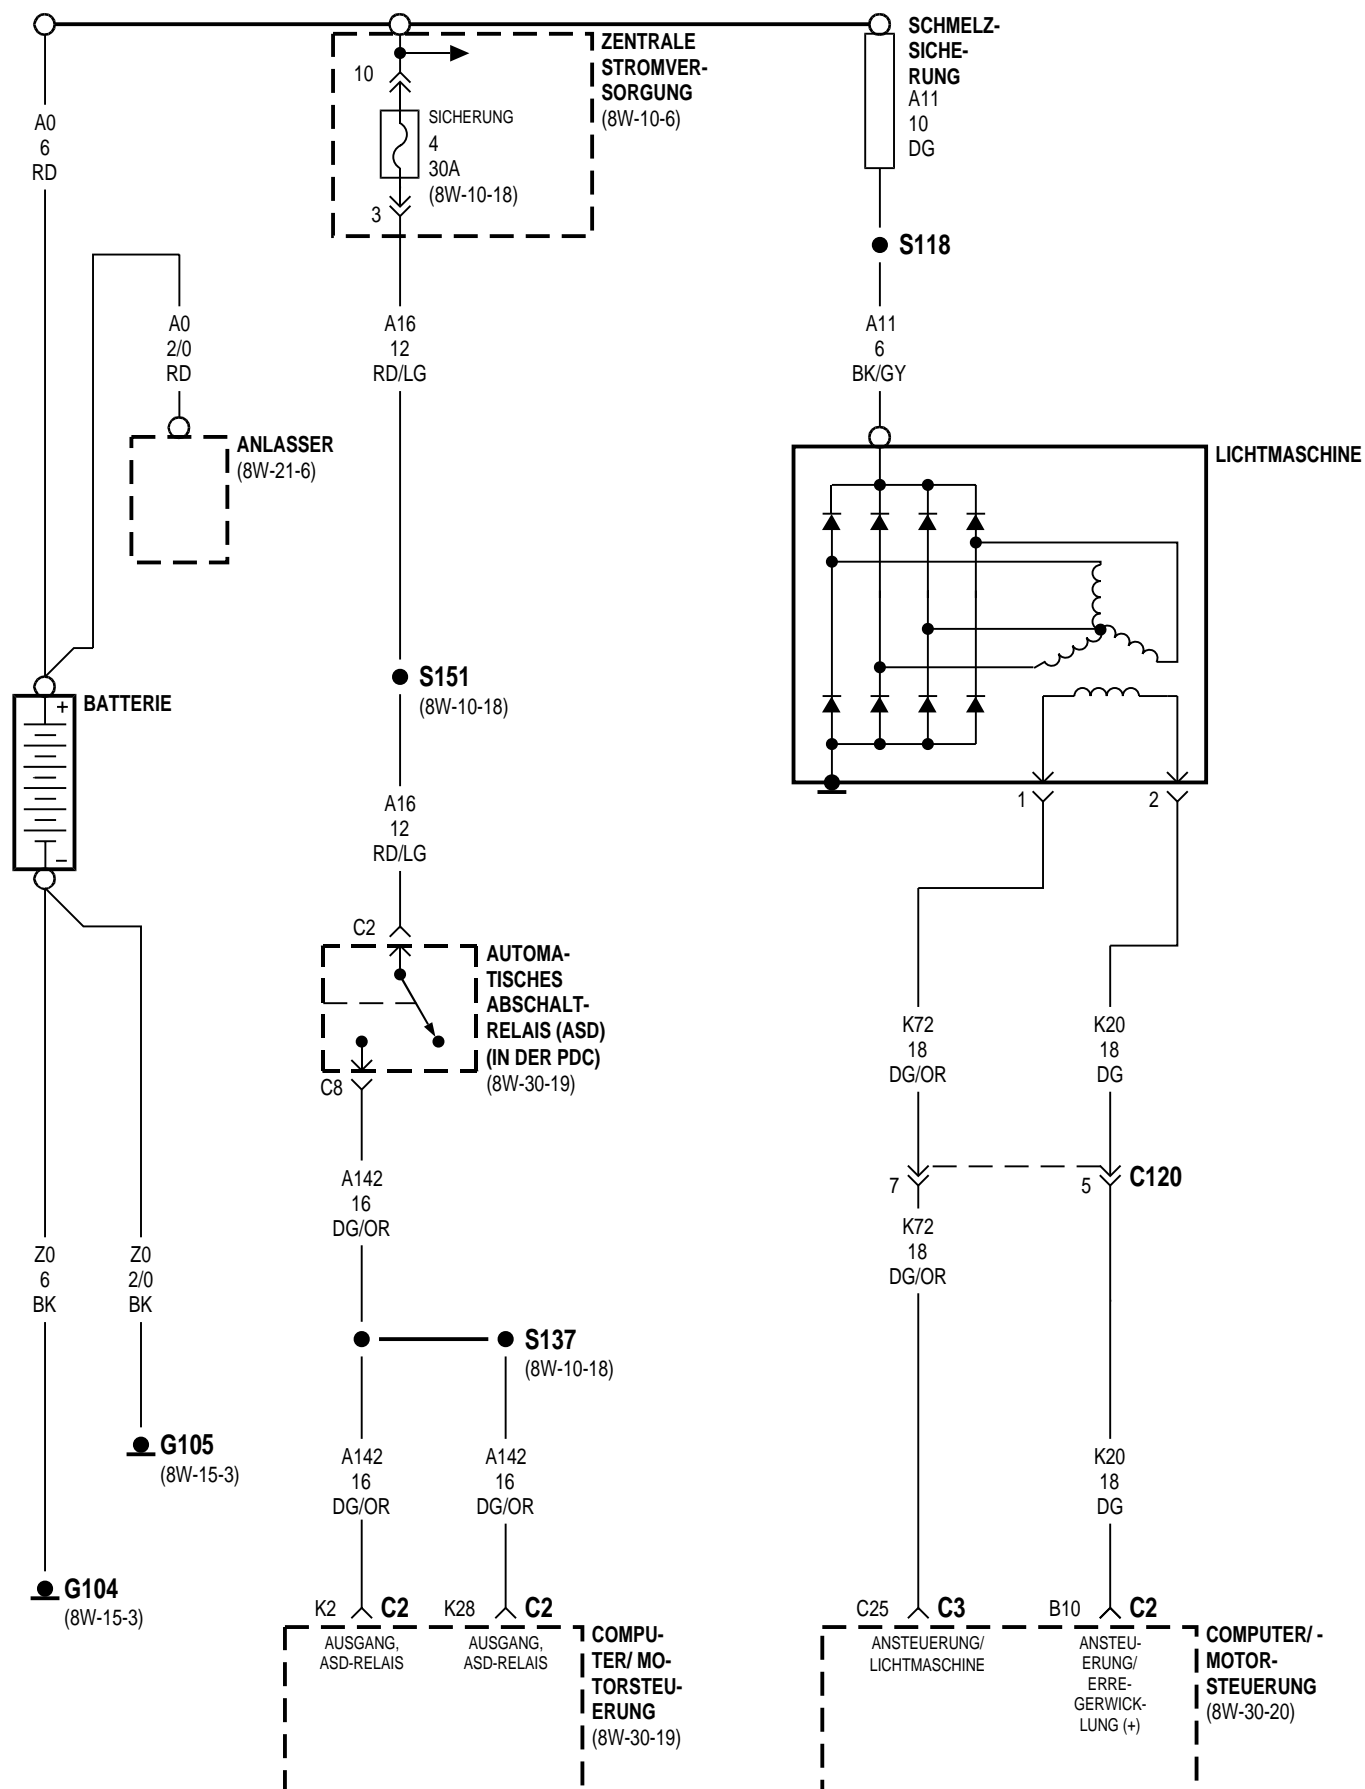 SCHMELZ-
SICHE-
RUNG
A11
10
DG
ZENTRALE
STROMVER-
SORGUNG
(8W-10-6)
10
SICHERUNG
4
30A
(8W-10-18)
3
A0
6
RD
S118
A0
2/0
RD
A16
12
RD/LG
A11
6
BK/GY
ANLASSER
(8W-21-6)
LICHTMASCHINE
S151
(8W-10-18)
+
BATTERIE
–
A16
12
RD/LG
1
2
C2
AUTOMA-
TISCHES
ABSCHALT-
RELAIS (ASD)
(IN DER PDC)
(8W-30-19)
C8
K72
18
DG/OR
K20
18
DG
A142
16
DG/OR
7
5
C120
K72
18
DG/OR
Z0
6
BK
Z0
2/0
BK
S137
(8W-10-18)
G105
(8W-15-3)
A142
16
DG/OR
A142
16
DG/OR
K20
18
DG
G104
(8W-15-3)
K2
C2
K28
C2
C25
C3
B10
C2
AUSGANG,
ASD-RELAIS
AUSGANG,
ASD-RELAIS
COMPU-
TER/ MO-
TORSTEU-
ERUNG
(8W-30-19)
ANSTEUERUNG/
LICHTMASCHINE
ANSTEU-
ERUNG/
ERRE-
GERWICK-
LUNG (+)
COMPUTER/ -
MOTOR-
STEUERUNG
(8W-30-20)